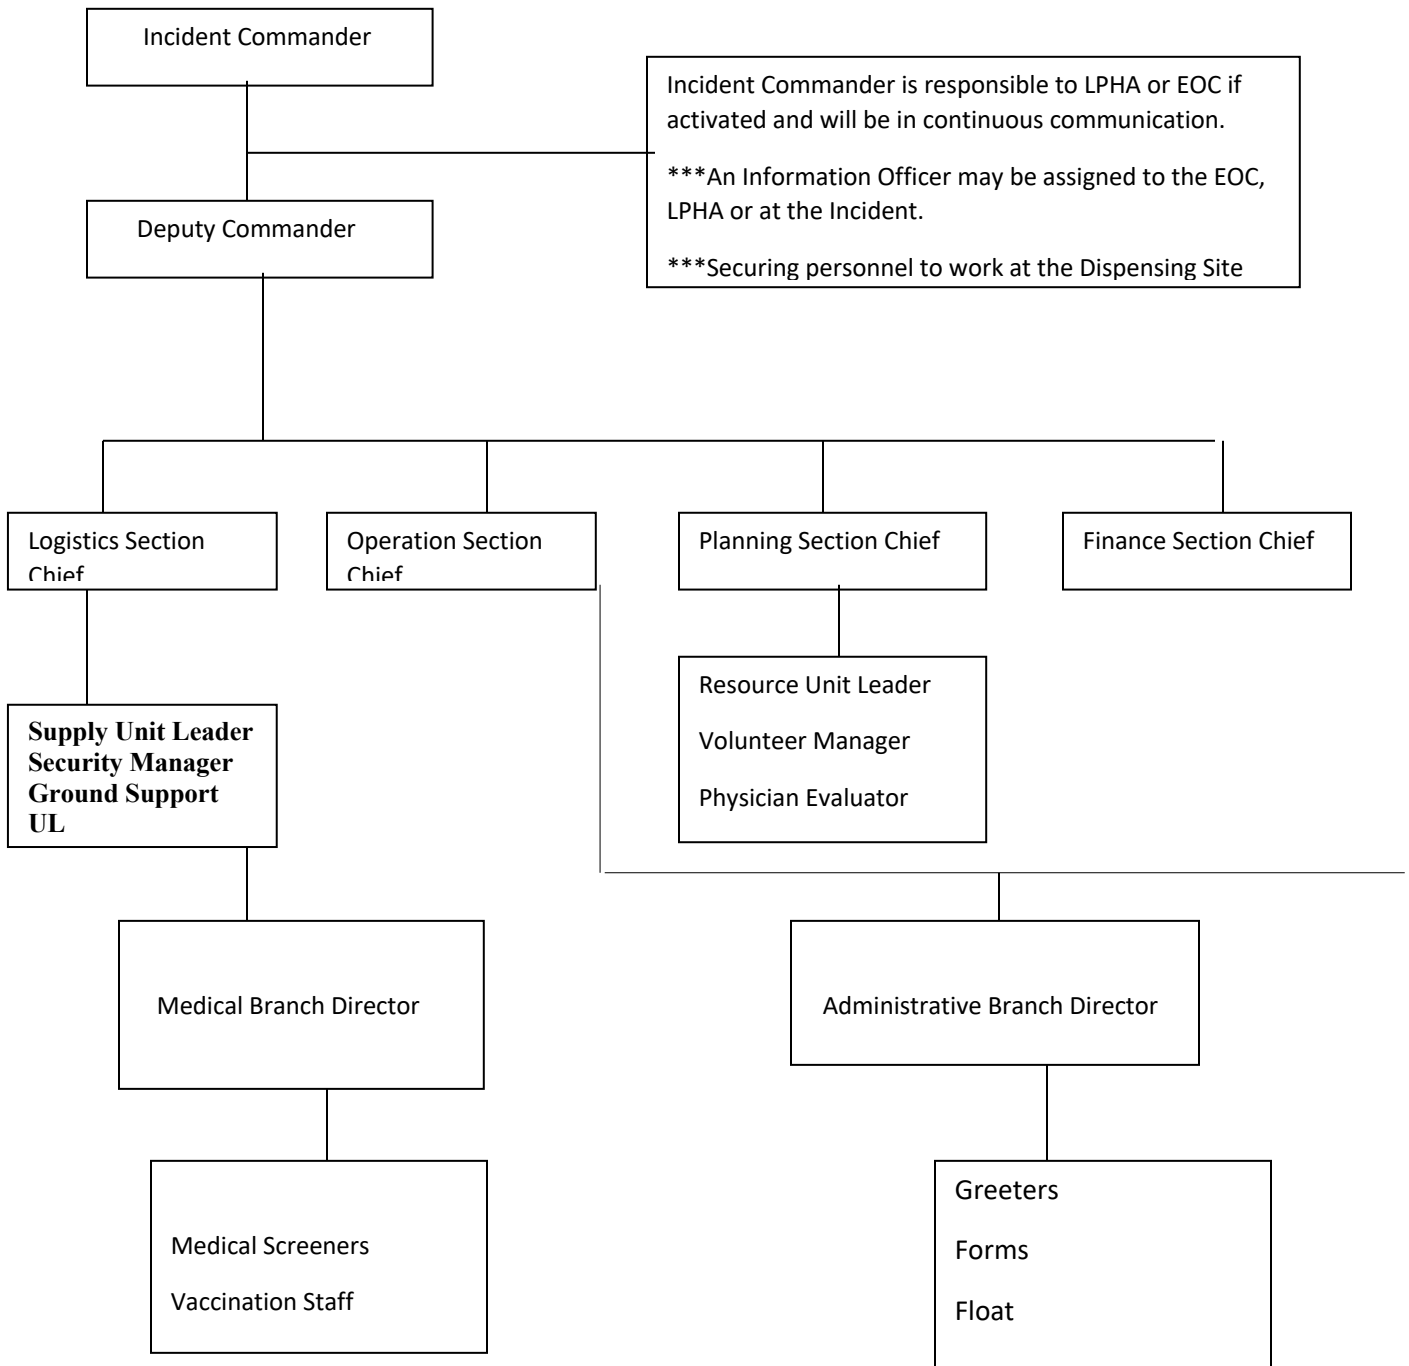 Incident Commander
Incident Commander is responsible to LPHA or EOC if
activated and will be in continuous communication.
***An Information Officer may be assigned to the EOC,
LPHA or at the Incident.
***Securing personnel to work at the Dispensing Site
Deputy Commander
Logistics Section
Chief
Operation Section
Chief
Planning Section Chief
Finance Section Chief
Resource Unit Leader
Volunteer Manager
Physician Evaluator
Supply Unit Leader
Security Manager
Ground Support
UL
Medical Branch Director
Administrative Branch Director
Medical Screeners
Vaccination Staff
Greeters
Forms
Float